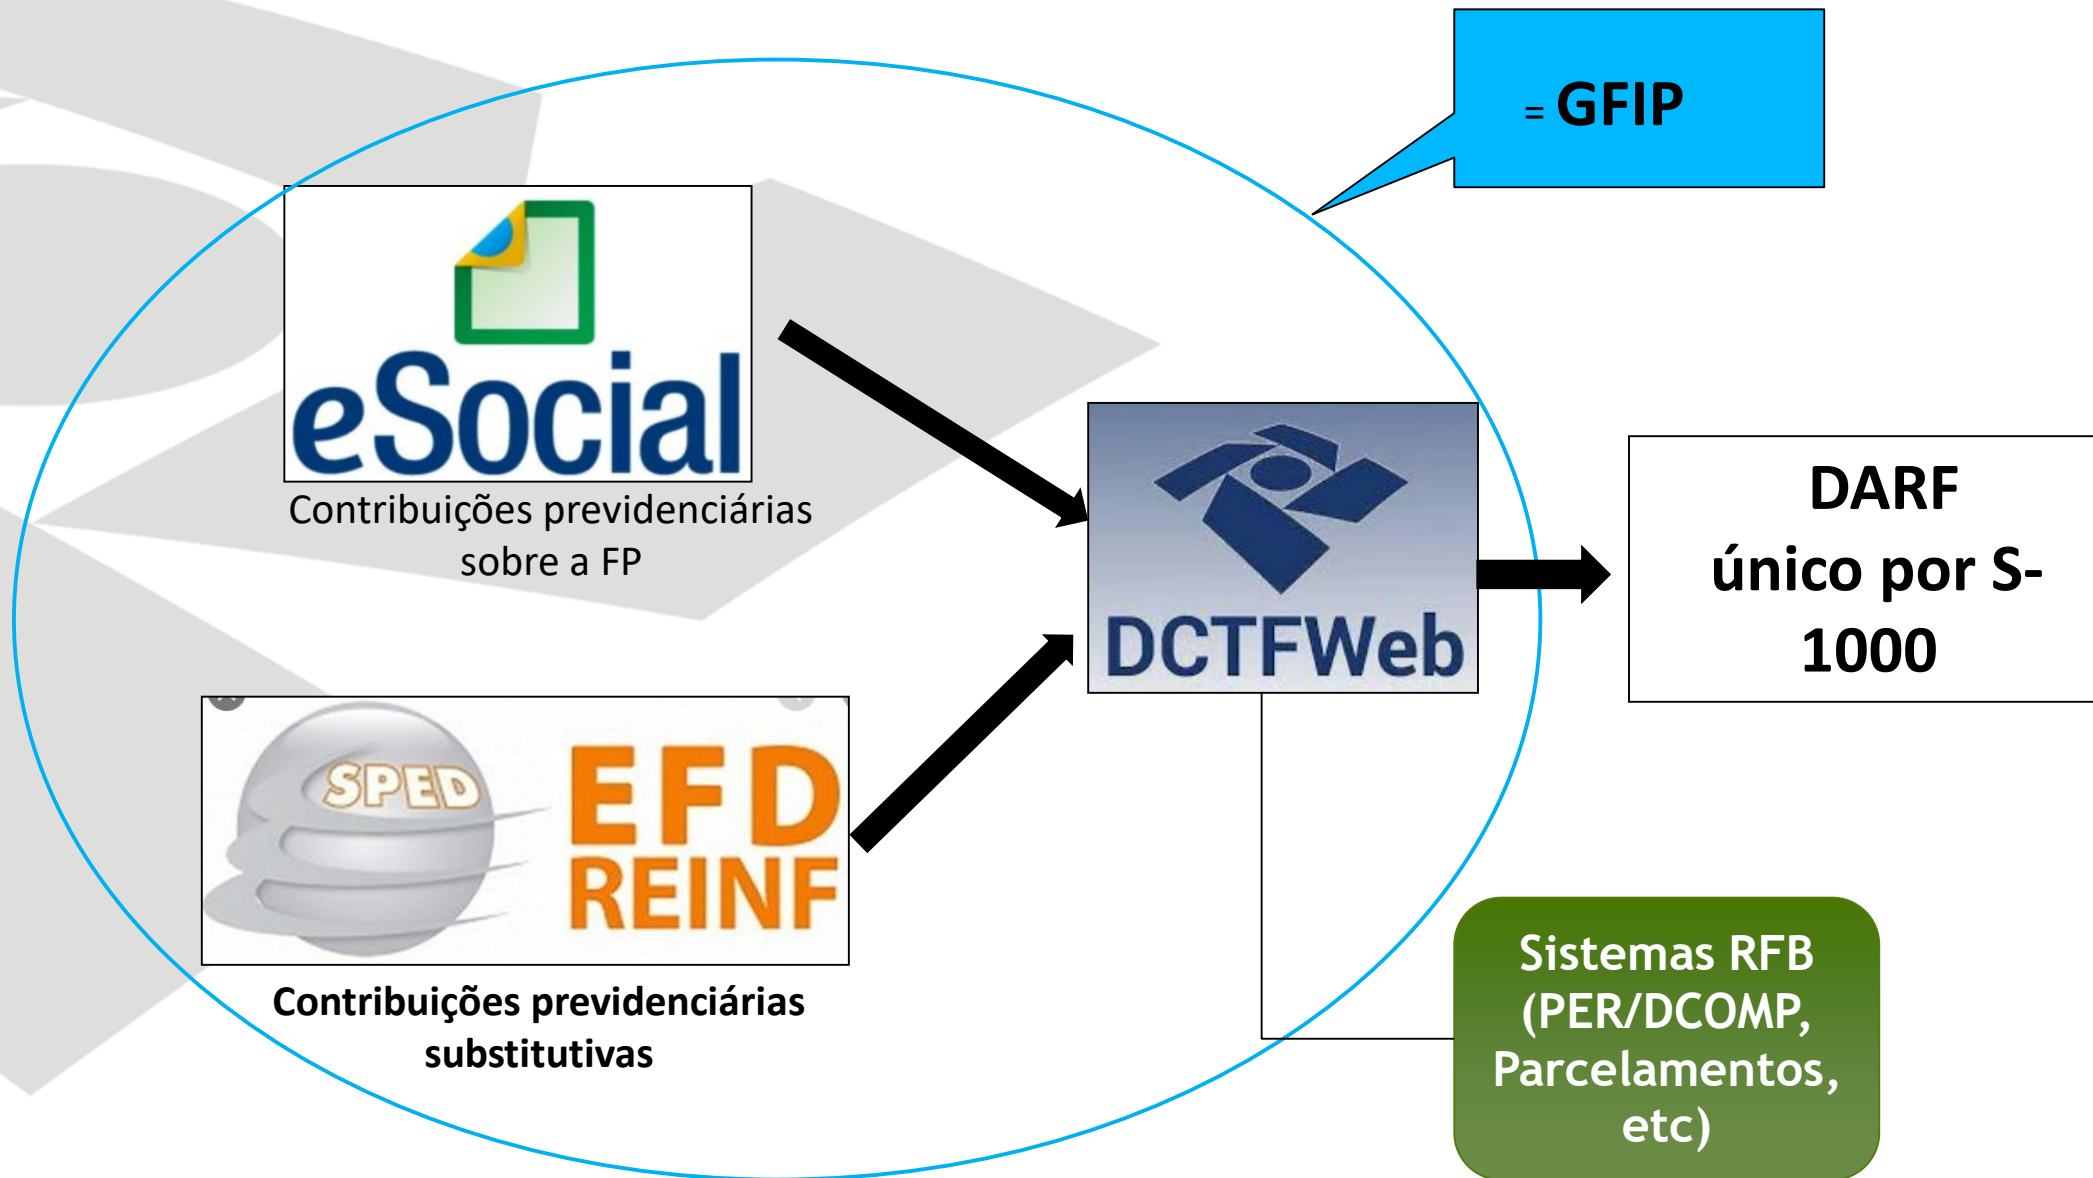 = GFIP
eSocial
Contribuições previdenciárias
sobre a FP
DCTFWeb
DARF
único por S-
1000
SPED
EFD
REINF
Contribuições previdenciárias
substitutivas
Sistemas RFB
(PER/DCOMP,
Parcelamentos,
etc)